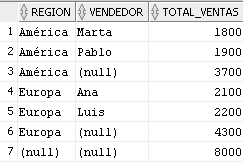 REGION VENDEDOR TOTAL_VENTAS
1 América Marta 1800
2 América Pablo 1900
3 América (null) 3700
4 Europa Ana 2100
5 Europa Luis 2200
6 Europa (null) 4300
7 (null) (null) 8000